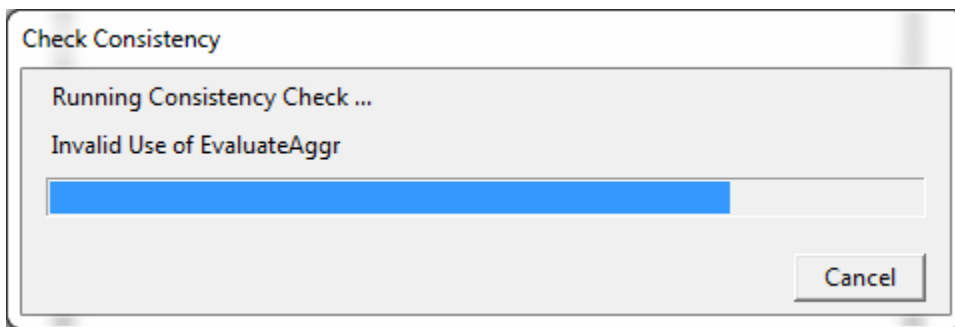 Check Consistency
Running Consistency Check ...
Invalid Use of EvaluateAggr
Cancel